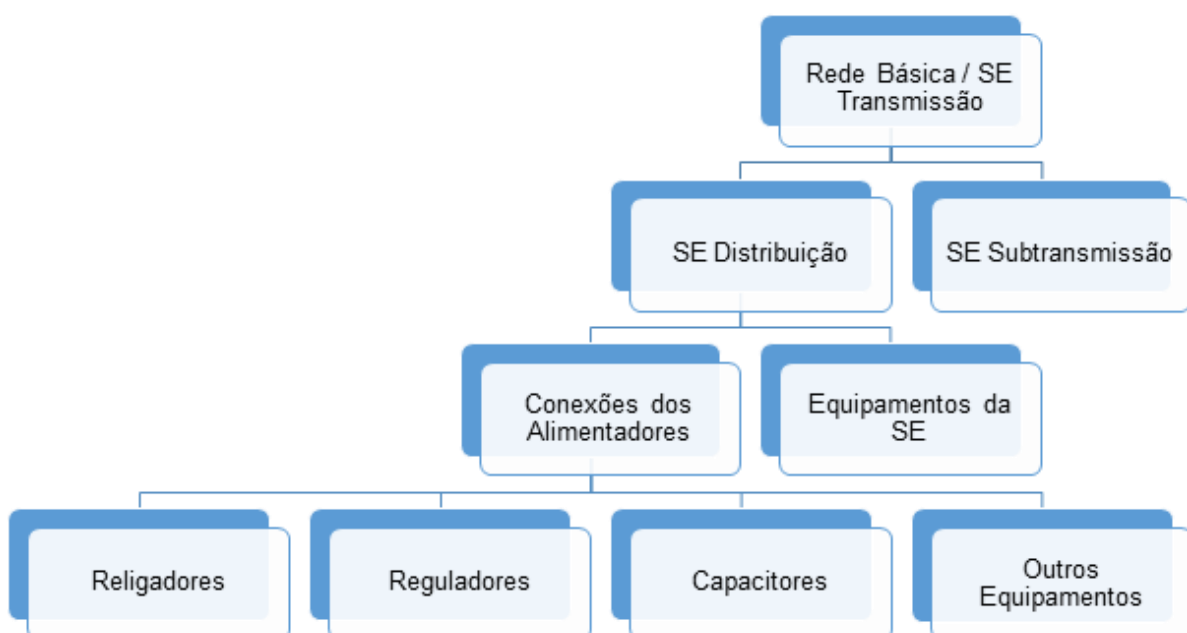 Rede Básica / SE
Transmissão
SE Distribuição
SE Subtransmissão
Conexões dos
Alimentadores
Equipamentos da
SE
Religadores
Reguladores
Capacitores
Outros
Equipamentos